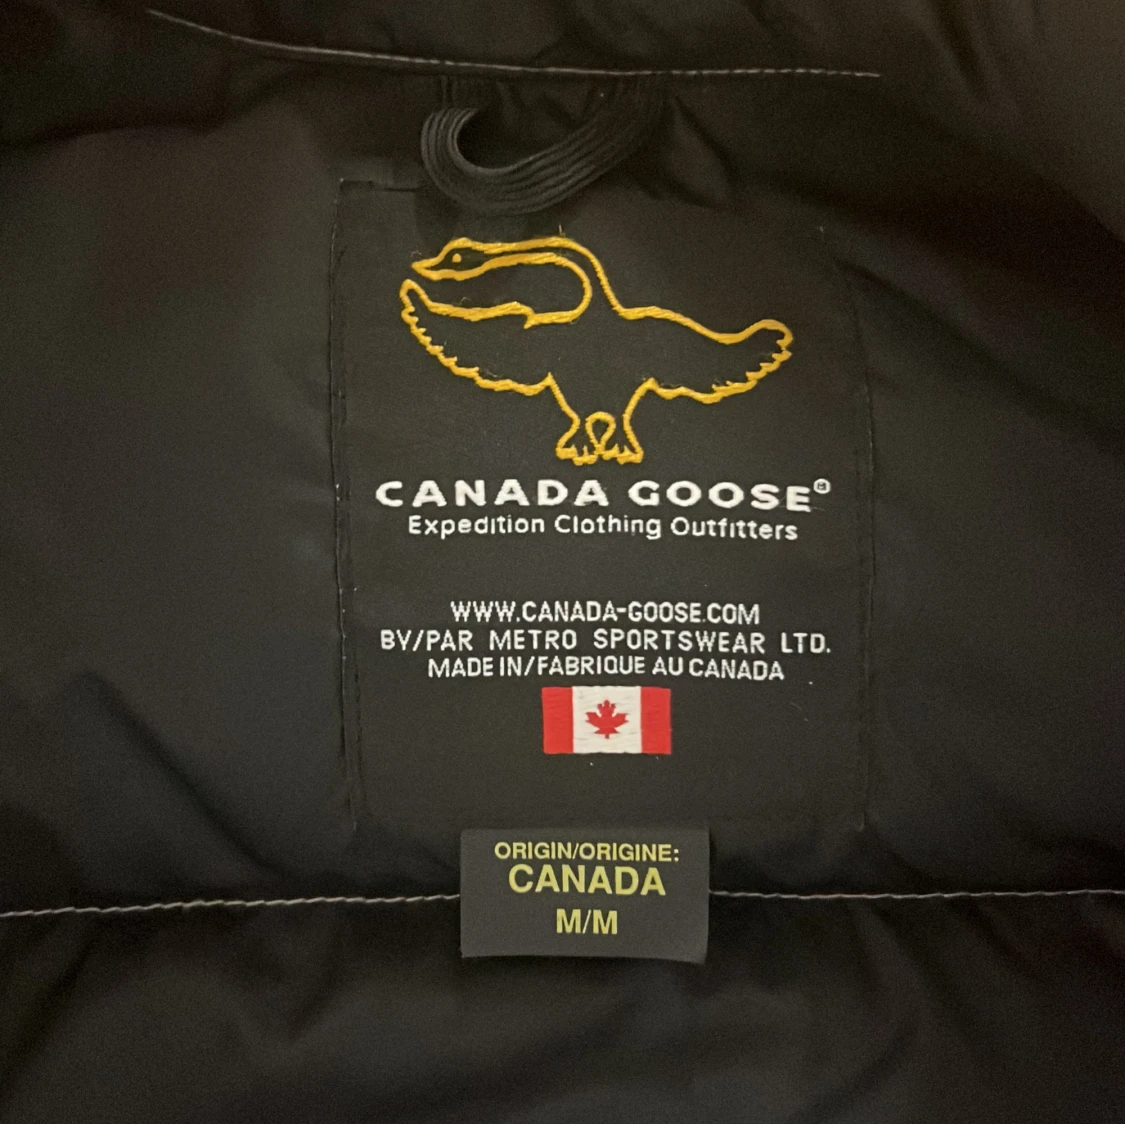 CANADA GOOSE®
Expedition Clothing Outfitters
WWW.CANADA-GOOSE.COM
BY/PAR METRO SPORTSWEAR LTD.
MADE IN/FABRIQUE AU CANADA
ORIGIN/ORIGINE:
CANADA
M/M